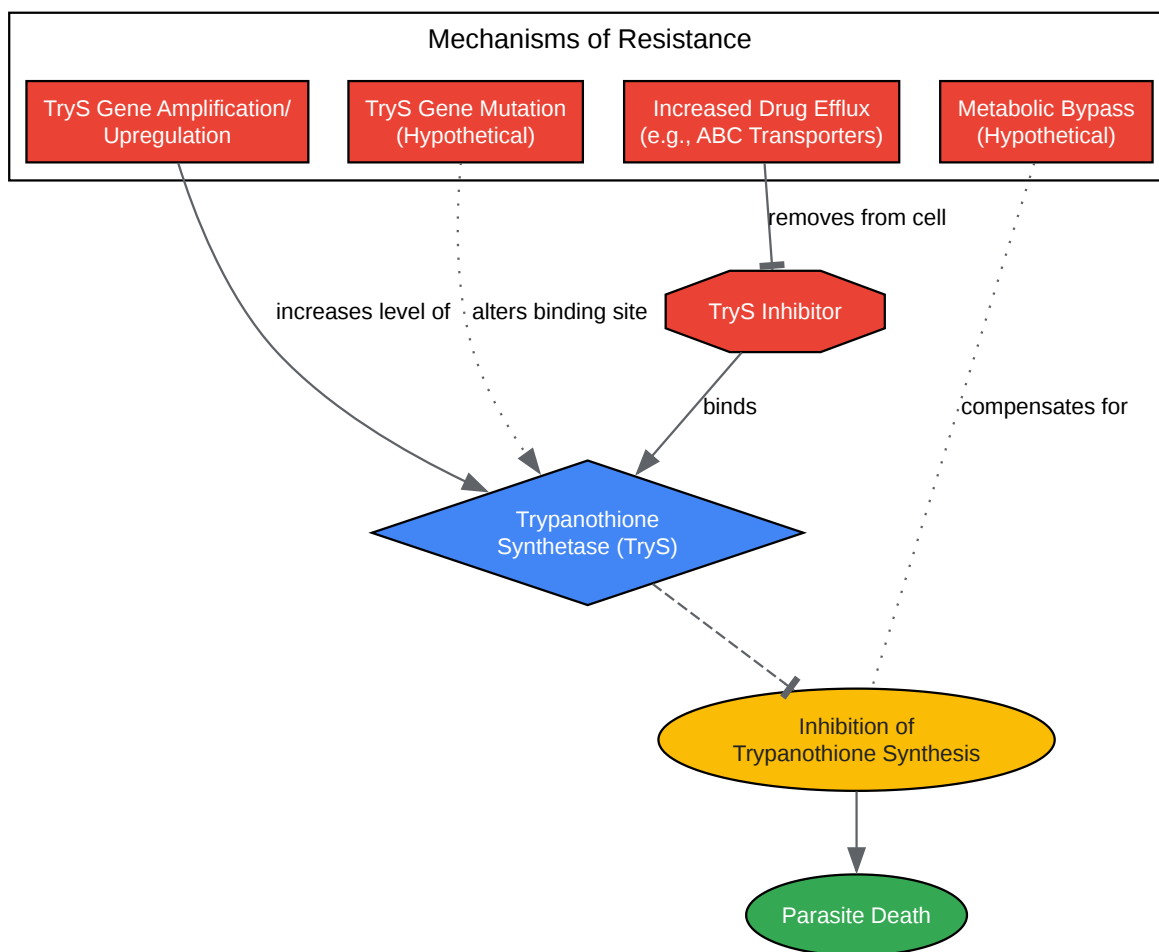 Mechanisms of Resistance
TryS Gene Amplification/
Upregulation
TryS Gene Mutation
(Hypothetical)
Increased Drug Efflux
(e.g., ABC Transporters)
Metabolic Bypass
(Hypothetical)
removes from cell
increases level of
alters binding site
TryS Inhibitor
binds
compensates for
Trypanothione
Synthetase (TryS)
Inhibition of
Trypanothione Synthesis
Parasite Death